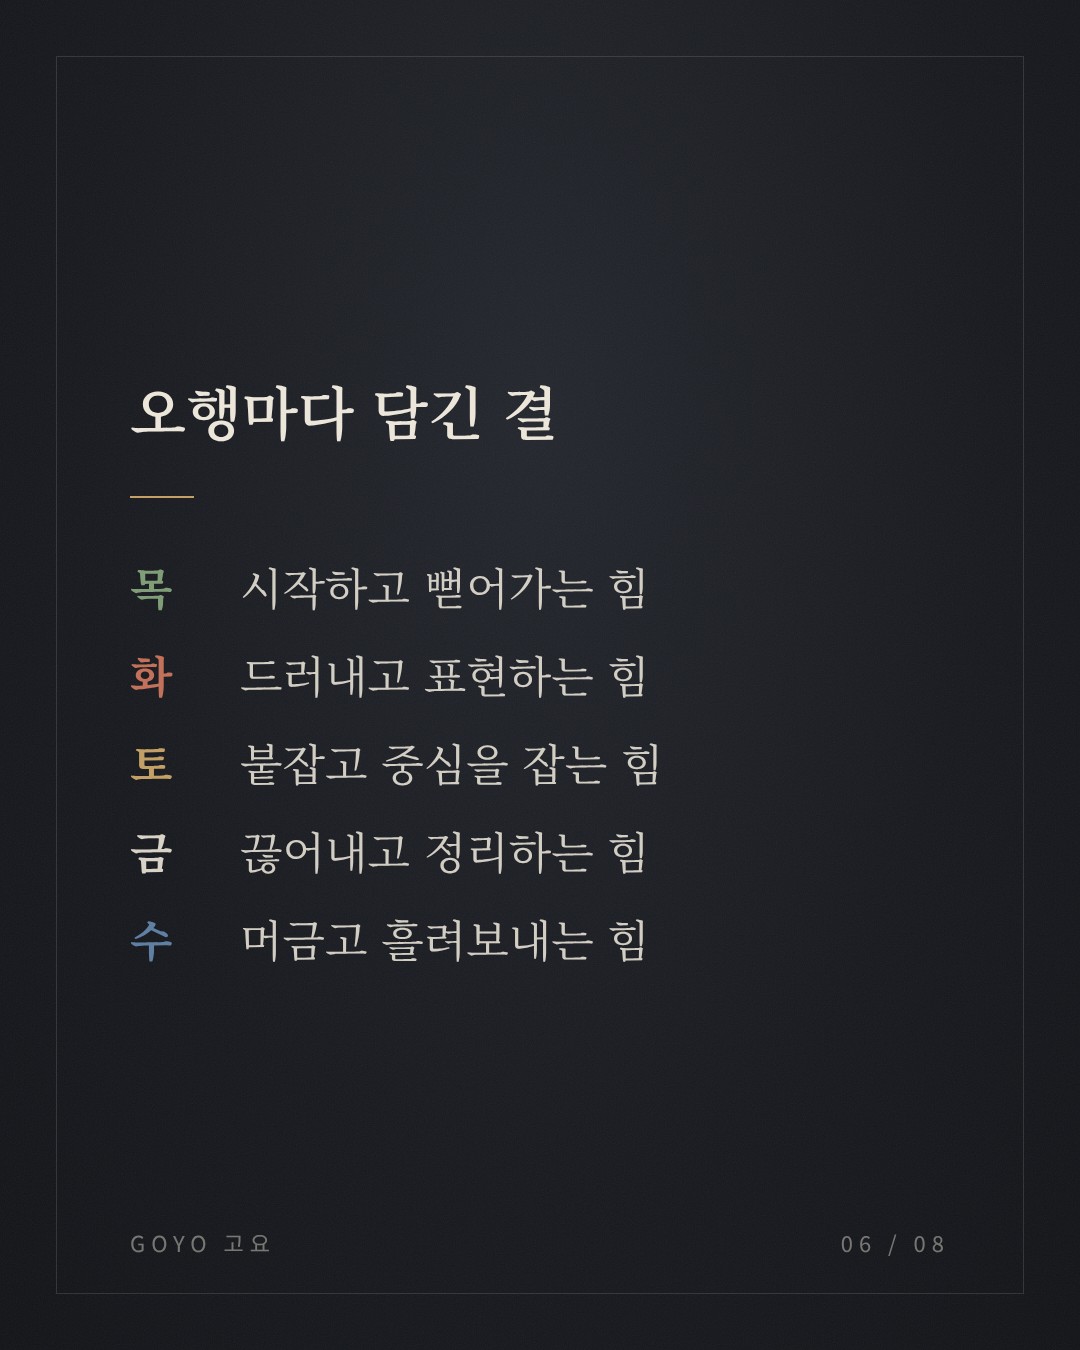 오행마다 담긴 결
목 시작하고 뻗어가는 힘
화 드러내고 표현하는 힘
토 붙잡고 중심을 잡는 힘
금 끊어내고 정리하는 힘
수 머금고 흘려보내는 힘
GOYO 고요
06 / 08